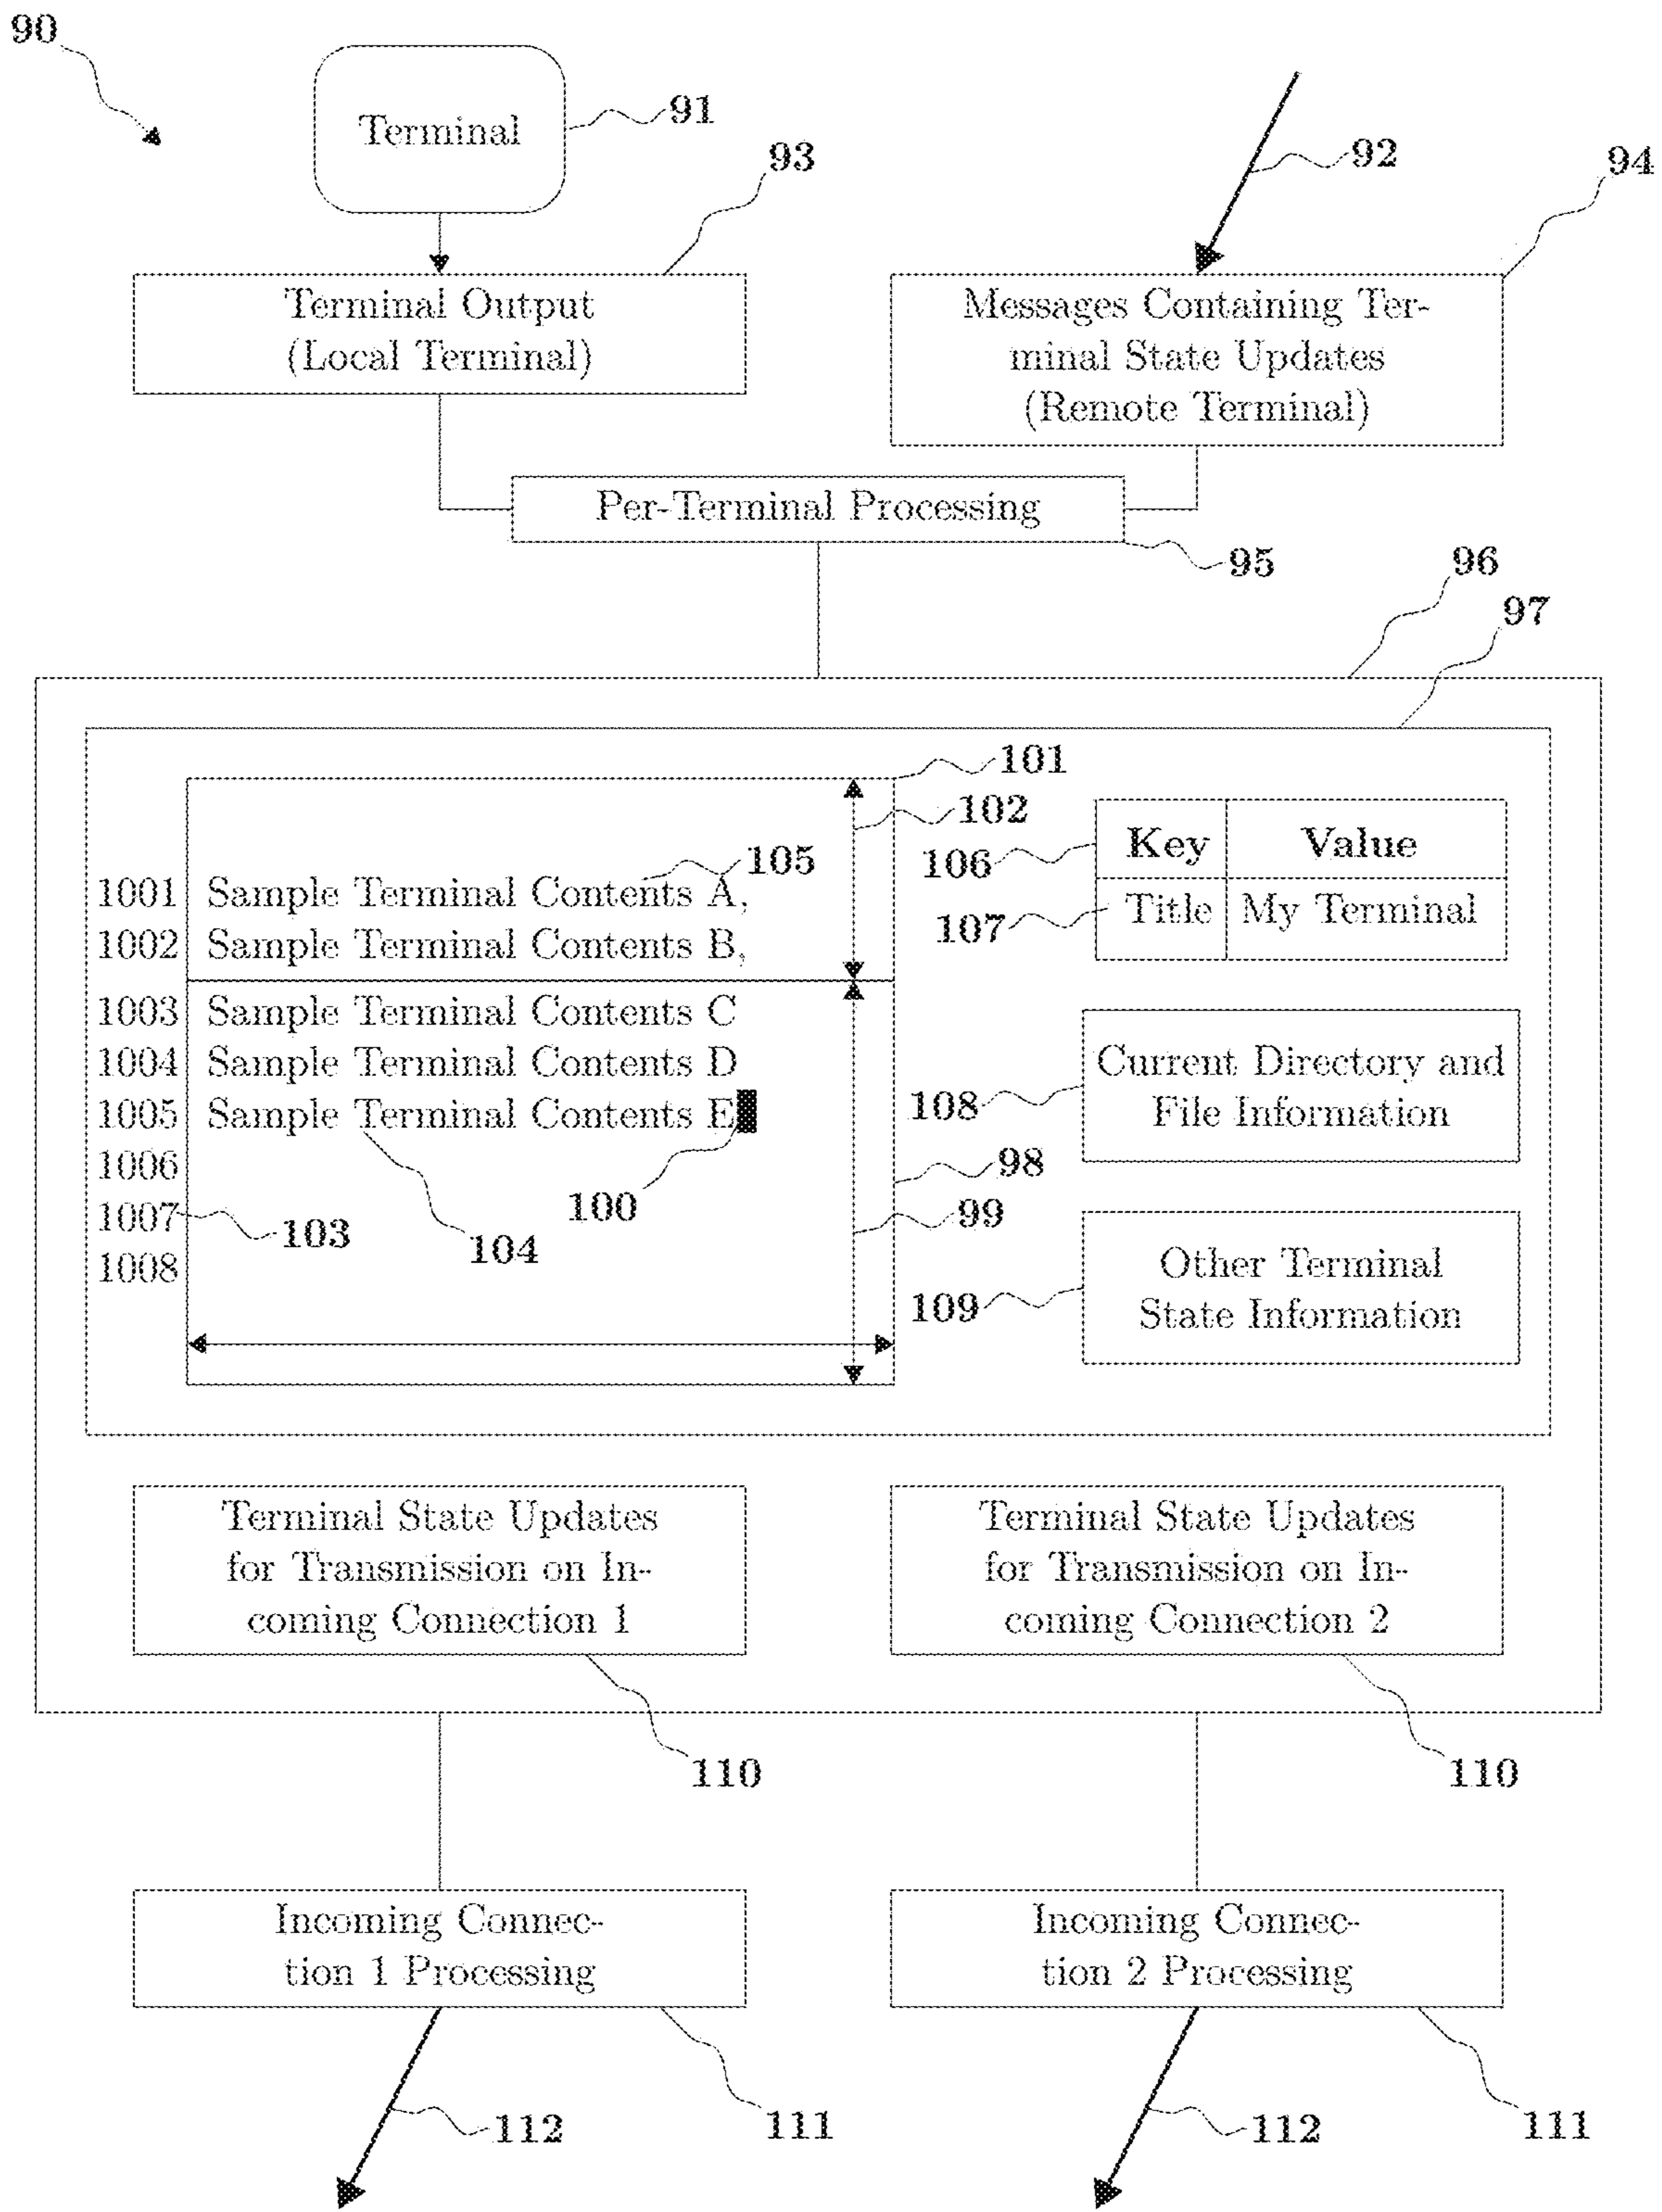 90
Terminal
91
92
93
94
Terminal Output
(Local Terminal)
Messages Containing Ter-
minal State Updates
(Remote Terminal)
Per-Terminal Processing
95
96
97
101
102
105
1001 Sample Terminal Contents A,
1002 Sample Terminal Contents B,
1003 Sample Terminal Contents C
1004 Sample Terminal Contents D
1005 Sample Terminal Contents E
1006
1007
1008
103
104
100
98
99
106
Key Value
107
Title My Terminal
108
Current Directory and
File Information
109
Other Terminal
State Information
Terminal State Updates
for Transmission on In-
coming Connection 1
110
Terminal State Updates
for Transmission on In-
coming Connection 2
110
Incoming Connec-
tion 1 Processing
111
112
Incoming Connec-
tion 2 Processing
111
112